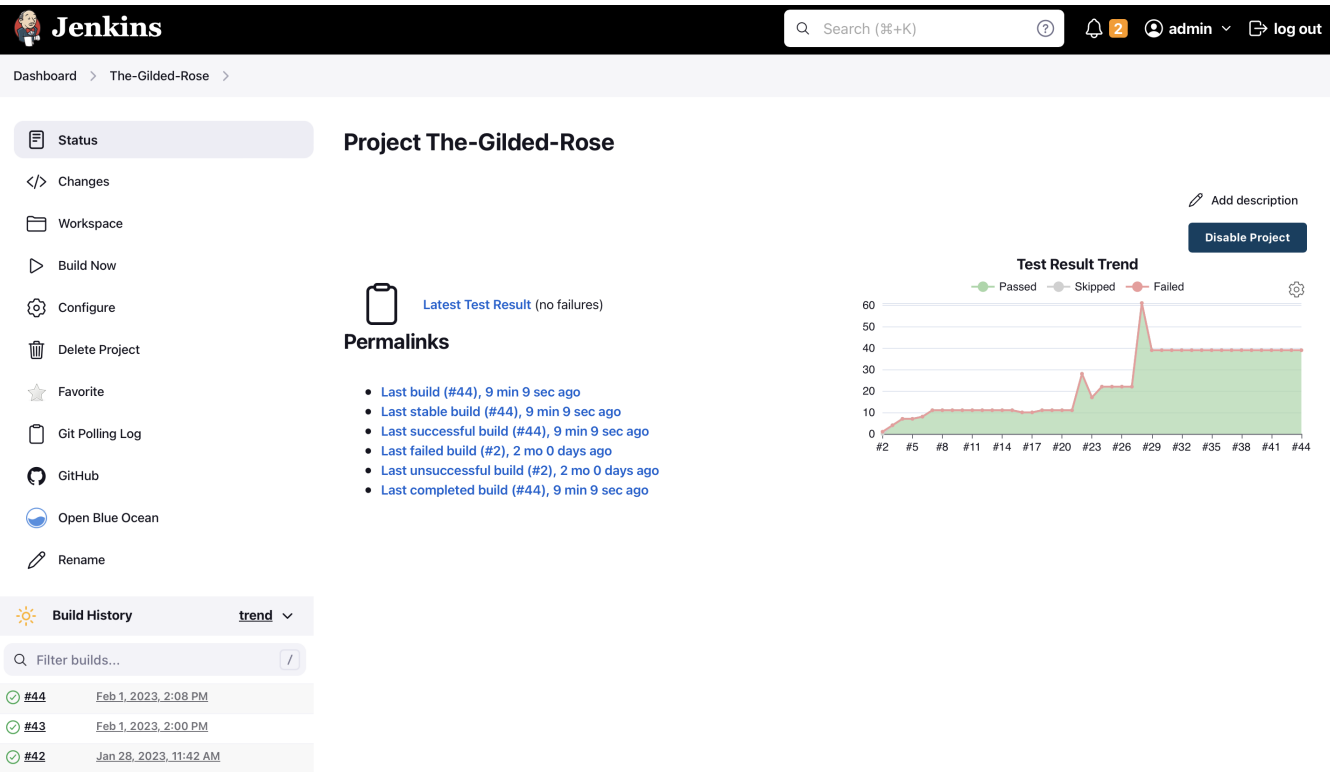 Jenkins
Search (⌘+K)
2
admin
log out
Dashboard
The-Gilded-Rose
Status
Changes
Workspace
Build Now
Configure
Delete Project
Favorite
Git Polling Log
GitHub
Open Blue Ocean
Rename
Build History
trend
Filter builds...
/
#44 Feb 1, 2023, 2:08 PM
#43 Feb 1, 2023, 2:00 PM
#42 Jan 28, 2023, 11:42 AM
Project The-Gilded-Rose
Add description
Disable Project
Latest Test Result (no failures)
Permalinks
Last build (#44), 9 min 9 sec ago
Last stable build (#44), 9 min 9 sec ago
Last successful build (#44), 9 min 9 sec ago
Last failed build (#2), 2 mo 0 days ago
Last unsuccessful build (#2), 2 mo 0 days ago
Last completed build (#44), 9 min 9 sec ago
Test Result Trend
Passed Skipped Failed
60
50
40
30
20
10
0
#2 #5 #8 #11 #14 #17 #20 #23 #26 #29 #32 #35 #38 #41 #44